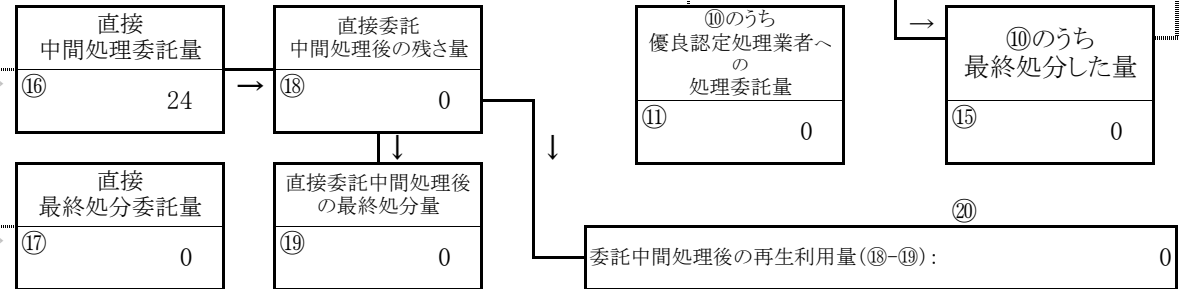 直接
中間処理委託量
⑯
24
→
直接委託
中間処理後の残さ量
⑱
0
⑩のうち
優良認定処理業者へ
の
処理委託量
⑪
0
→
⑩のうち
最終処分した量
⑮
0
↓
↓
直接
最終処分委託量
⑰
0
直接委託中間処理後
の最終処分量
⑲
0
⑳
委託中間処理後の再生利用量(⑱-⑲):
0